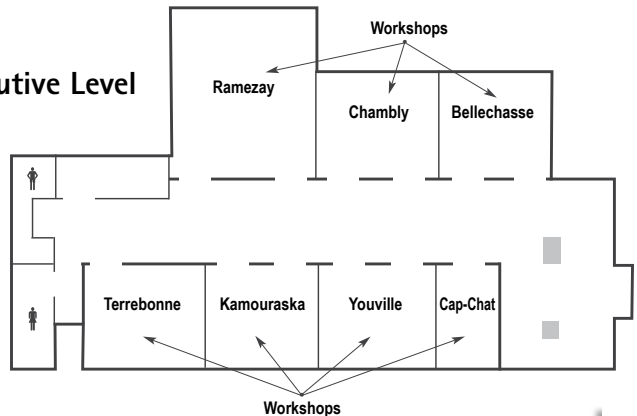 Workshops
utive Level
Ramezay
Chambly
Bellechasse
Terrebonne
Kamouraska
Youville
Cap-Chat
Workshops